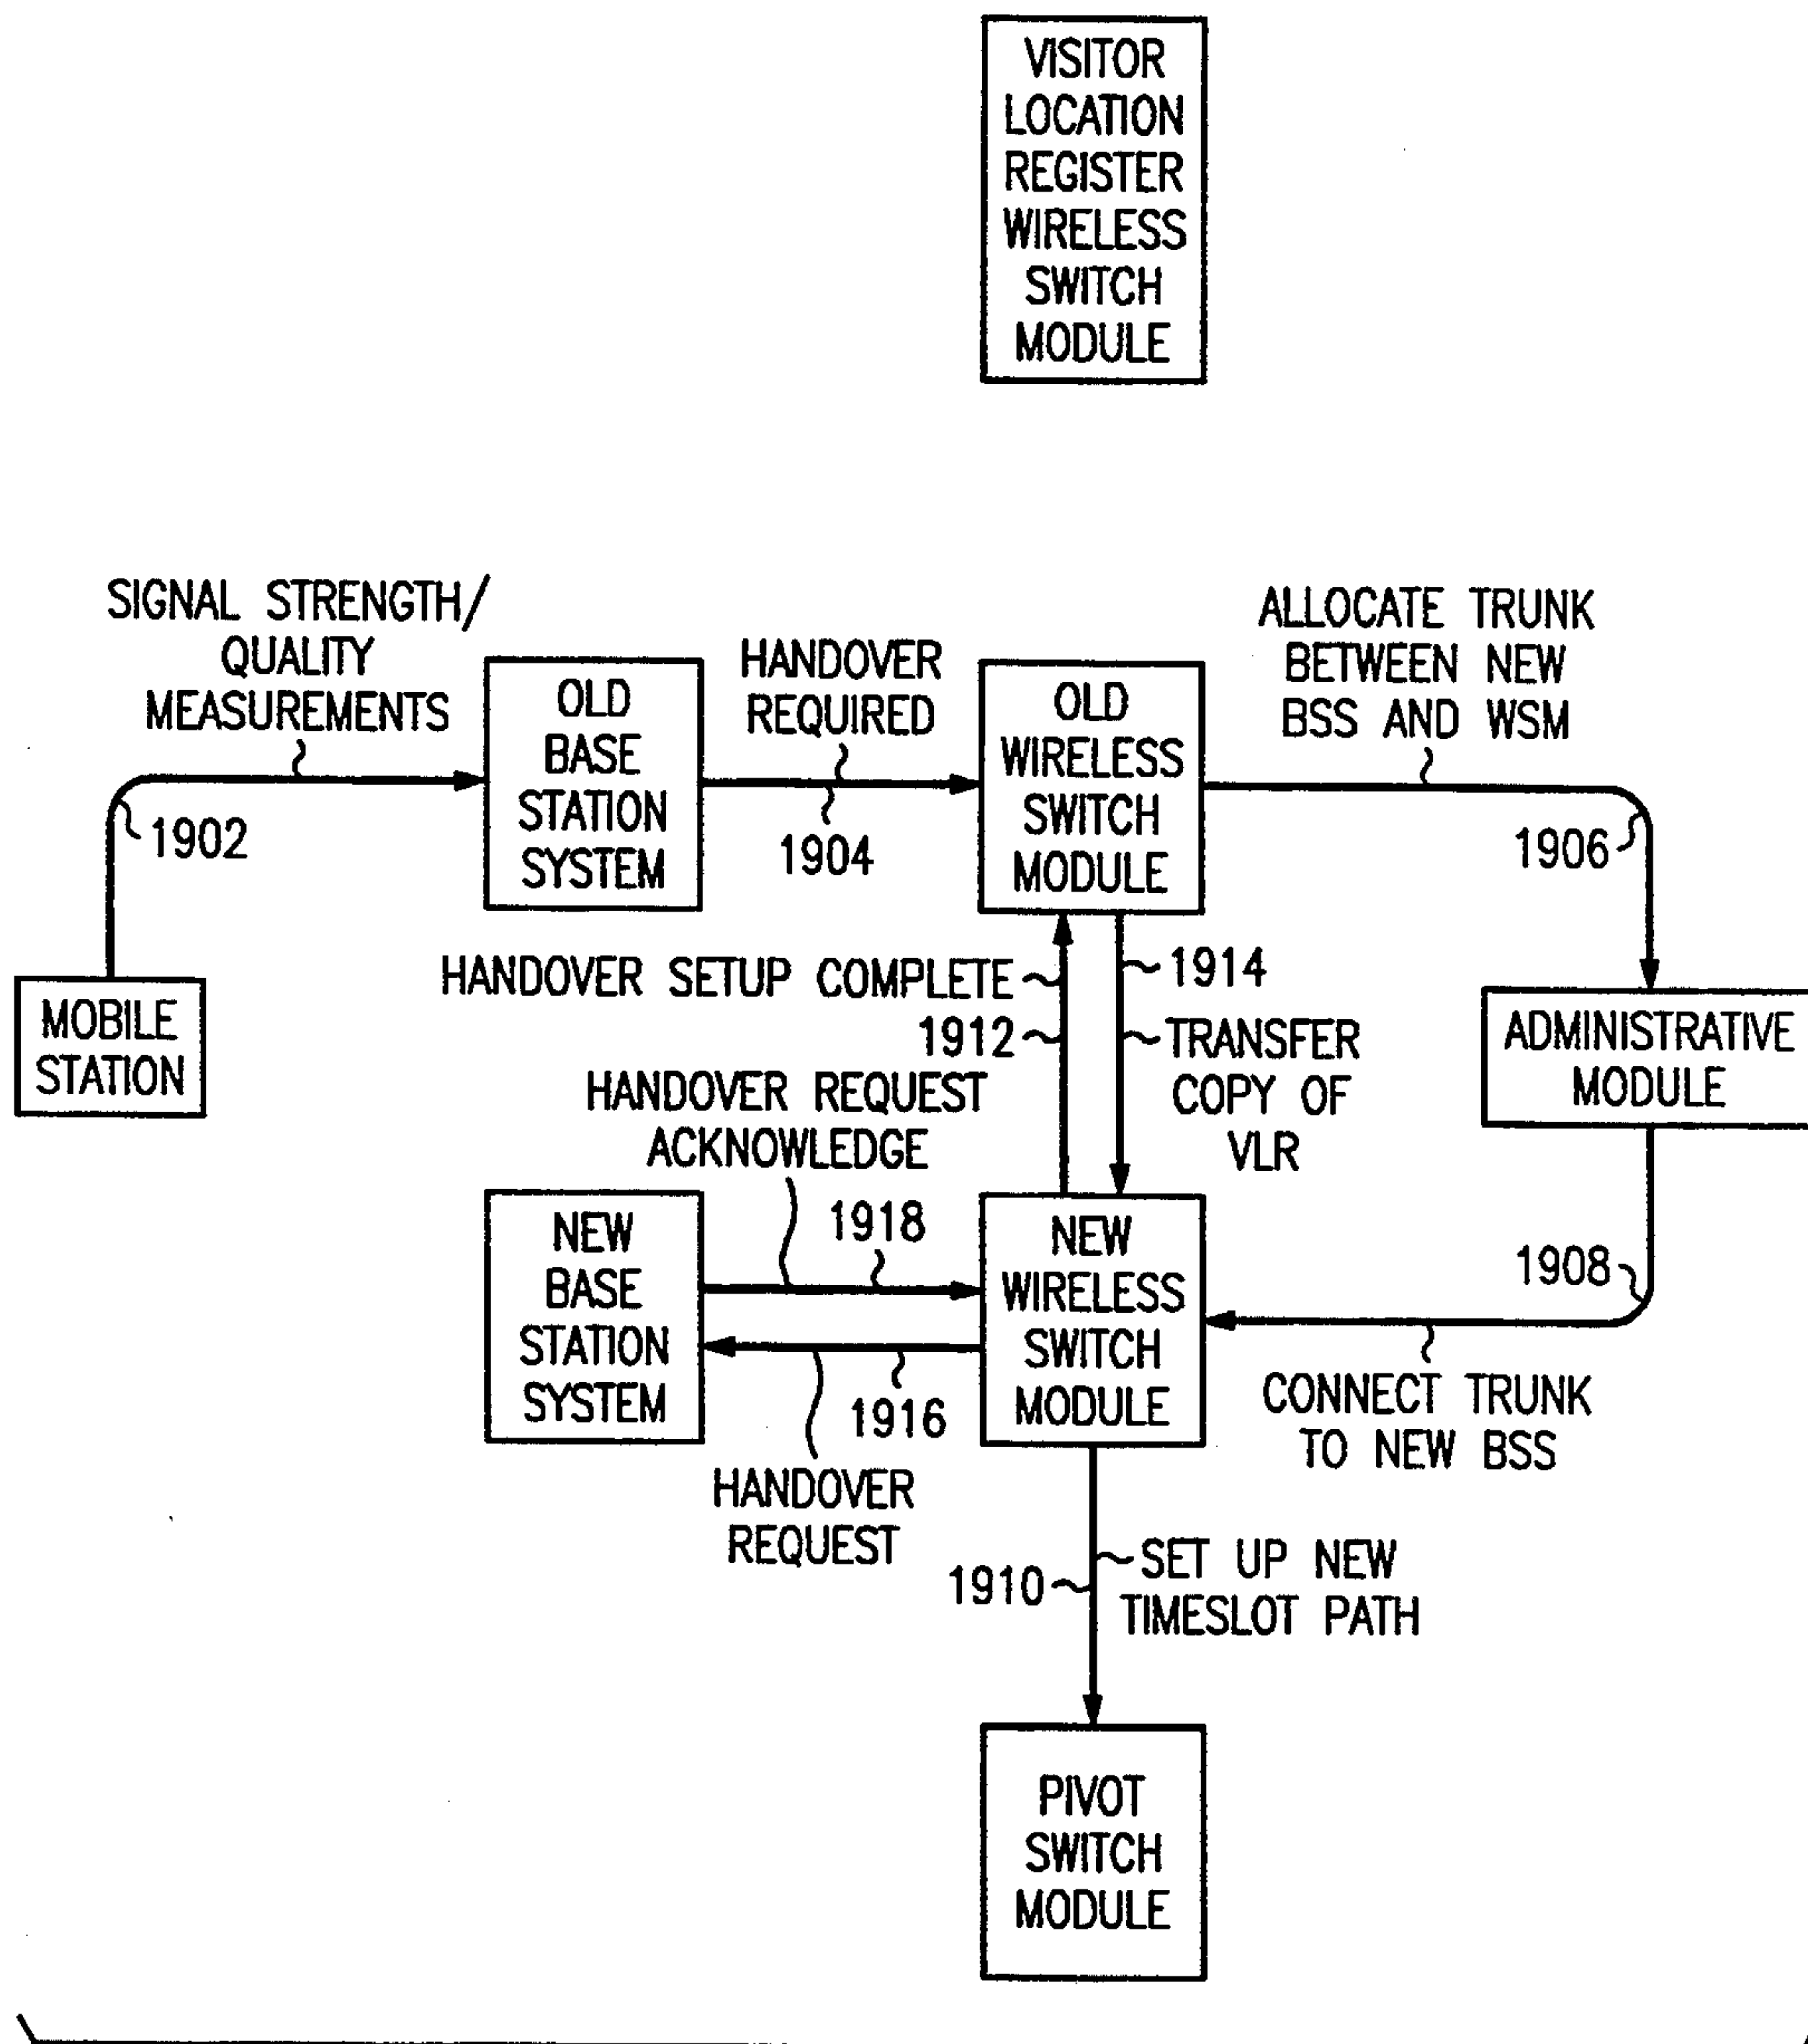 VISITOR
LOCATION
REGISTER
WIRELESS
SWITCH
MODULE
SIGNAL STRENGTH/
QUALITY
MEASUREMENTS
1902
OLD
BASE
STATION
SYSTEM
HANDOVER
REQUIRED
1904
OLD
WIRELESS
SWITCH
MODULE
ALLOCATE TRUNK
BETWEEN NEW
BSS AND WSM
1906
MOBILE
STATION
HANDOVER SETUP COMPLETE
1912
1914
TRANSFER
COPY OF
VLR
ADMINISTRATIVE
MODULE
HANDOVER REQUEST
ACKNOWLEDGE
1918
NEW
BASE
STATION
SYSTEM
NEW
WIRELESS
SWITCH
MODULE
1908
CONNECT TRUNK
TO NEW BSS
1916
HANDOVER
REQUEST
1910
SET UP NEW
TIMESLOT PATH
PIVOT
SWITCH
MODULE